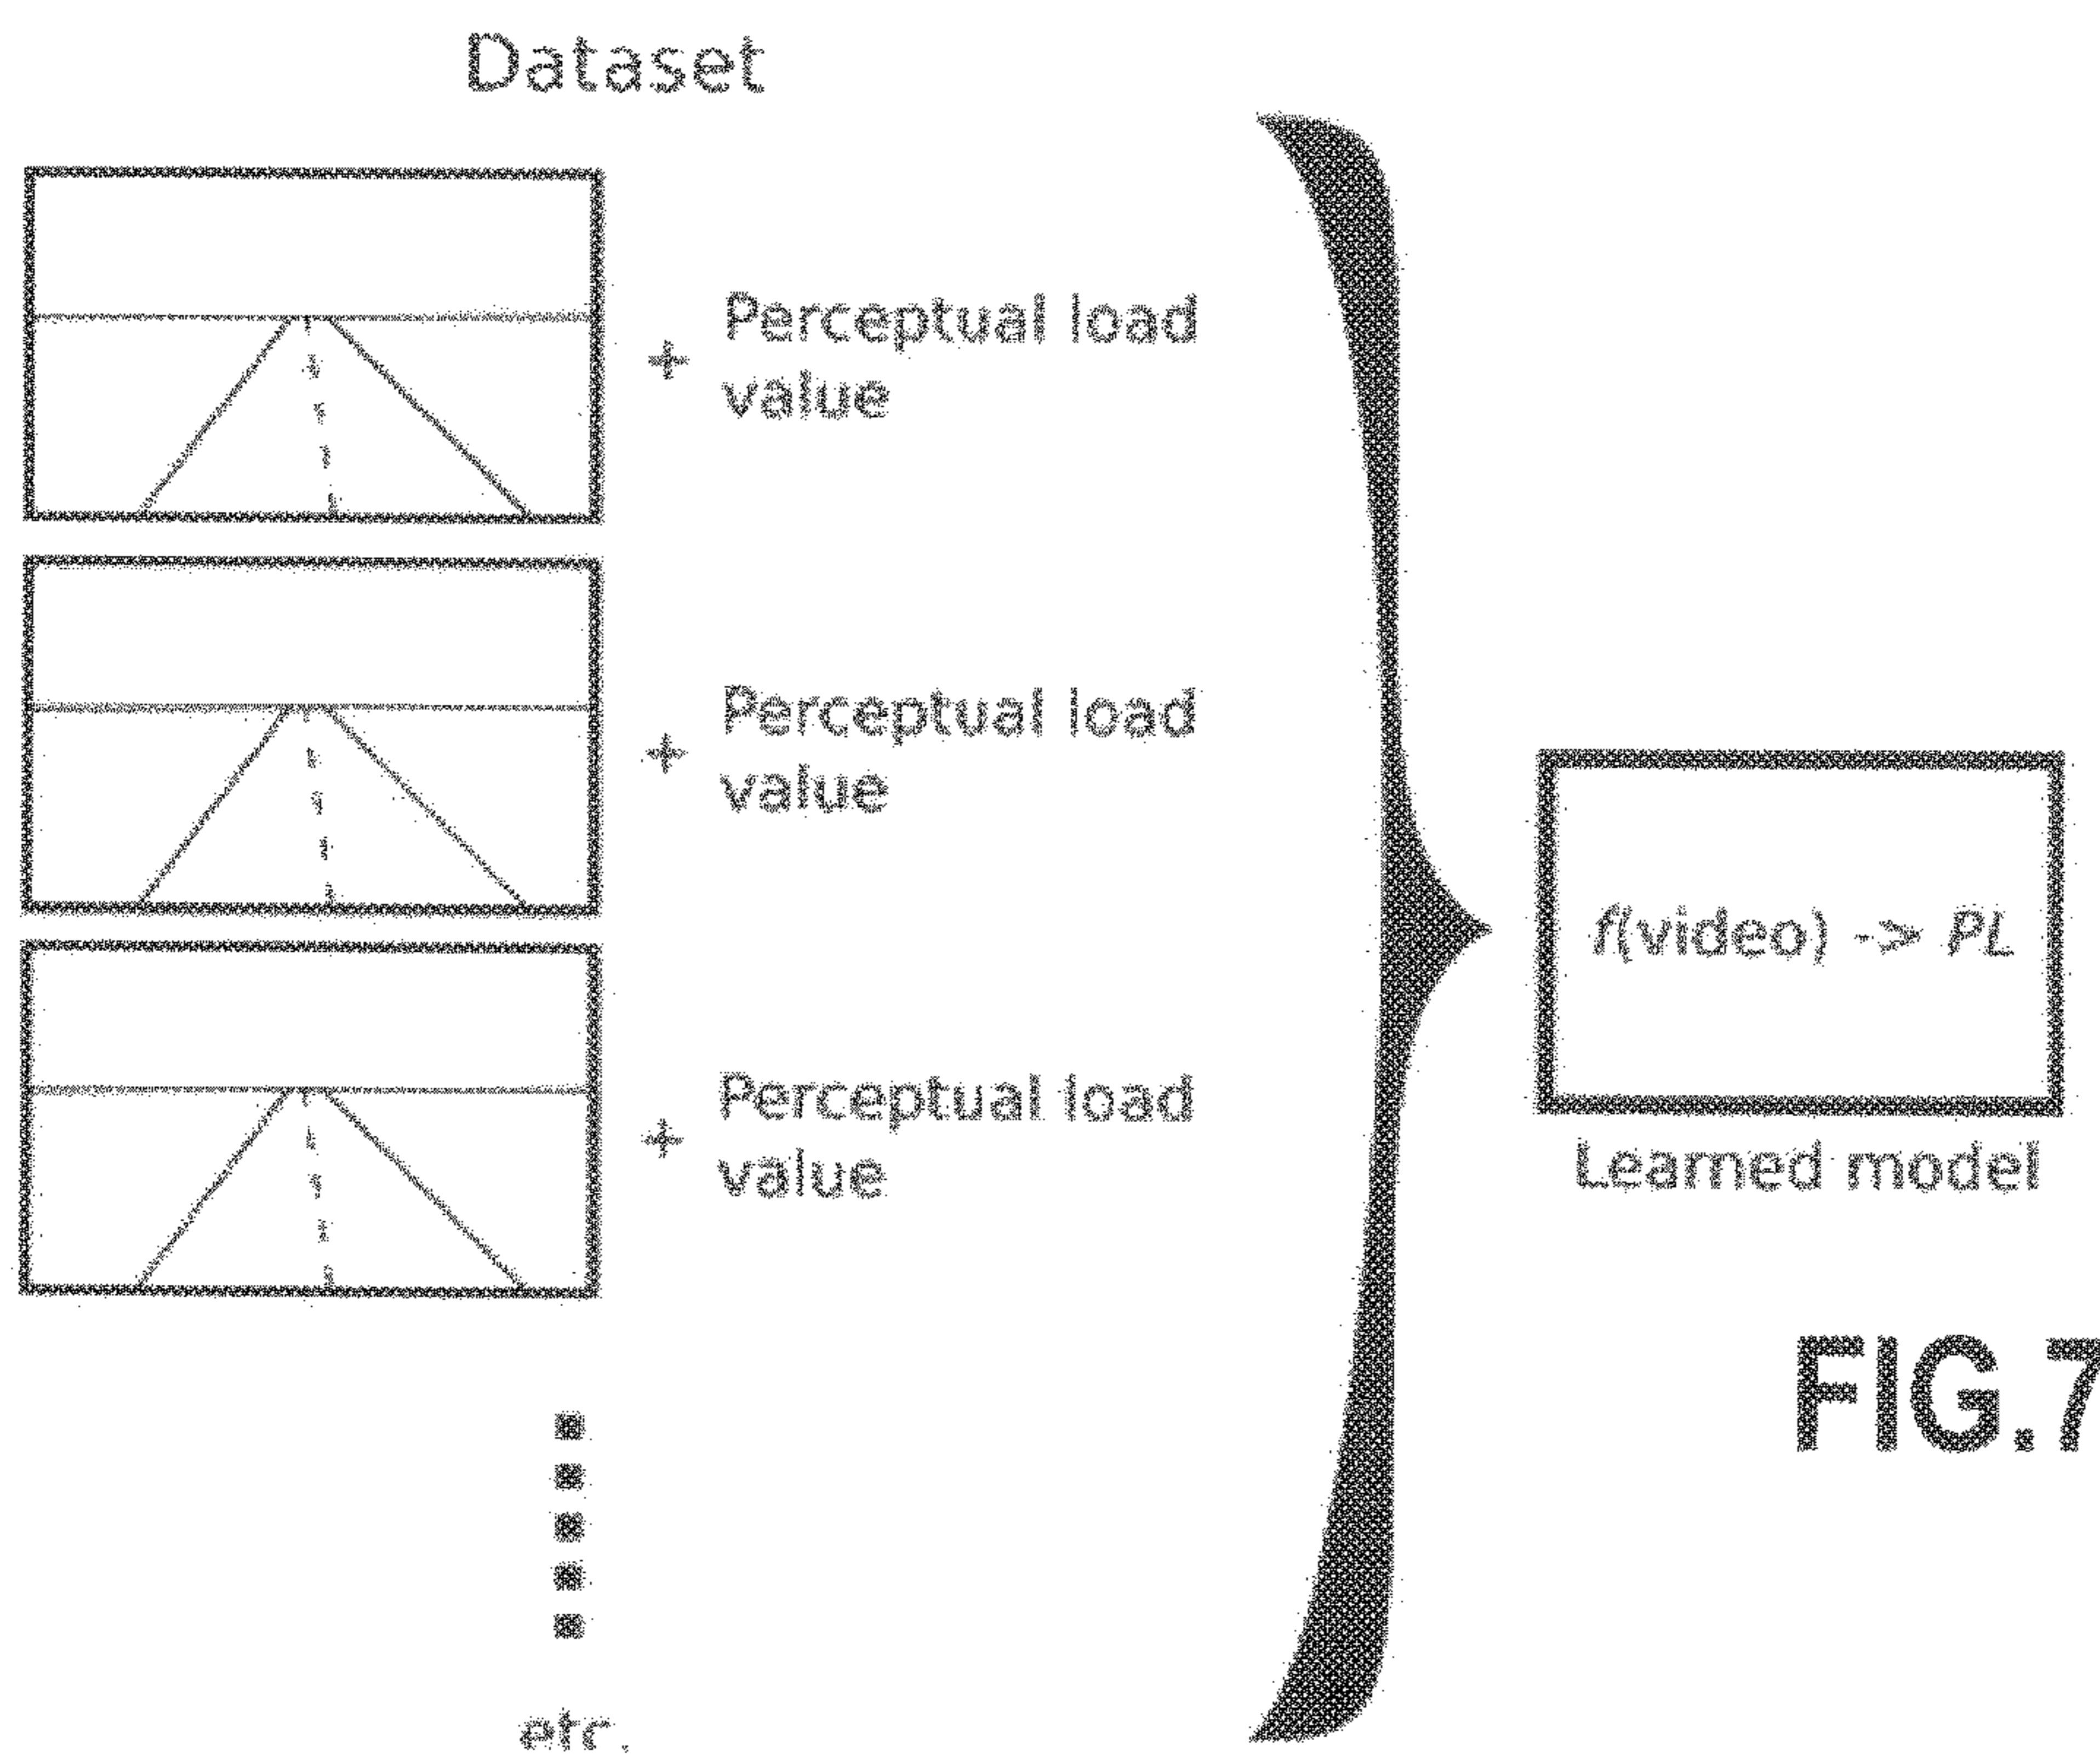 Dataset
+ Perceptual load
value
+ Perceptual load
value
+ Perceptual load
value
etc.
f(video) -> PL
Learned model
FIG.7